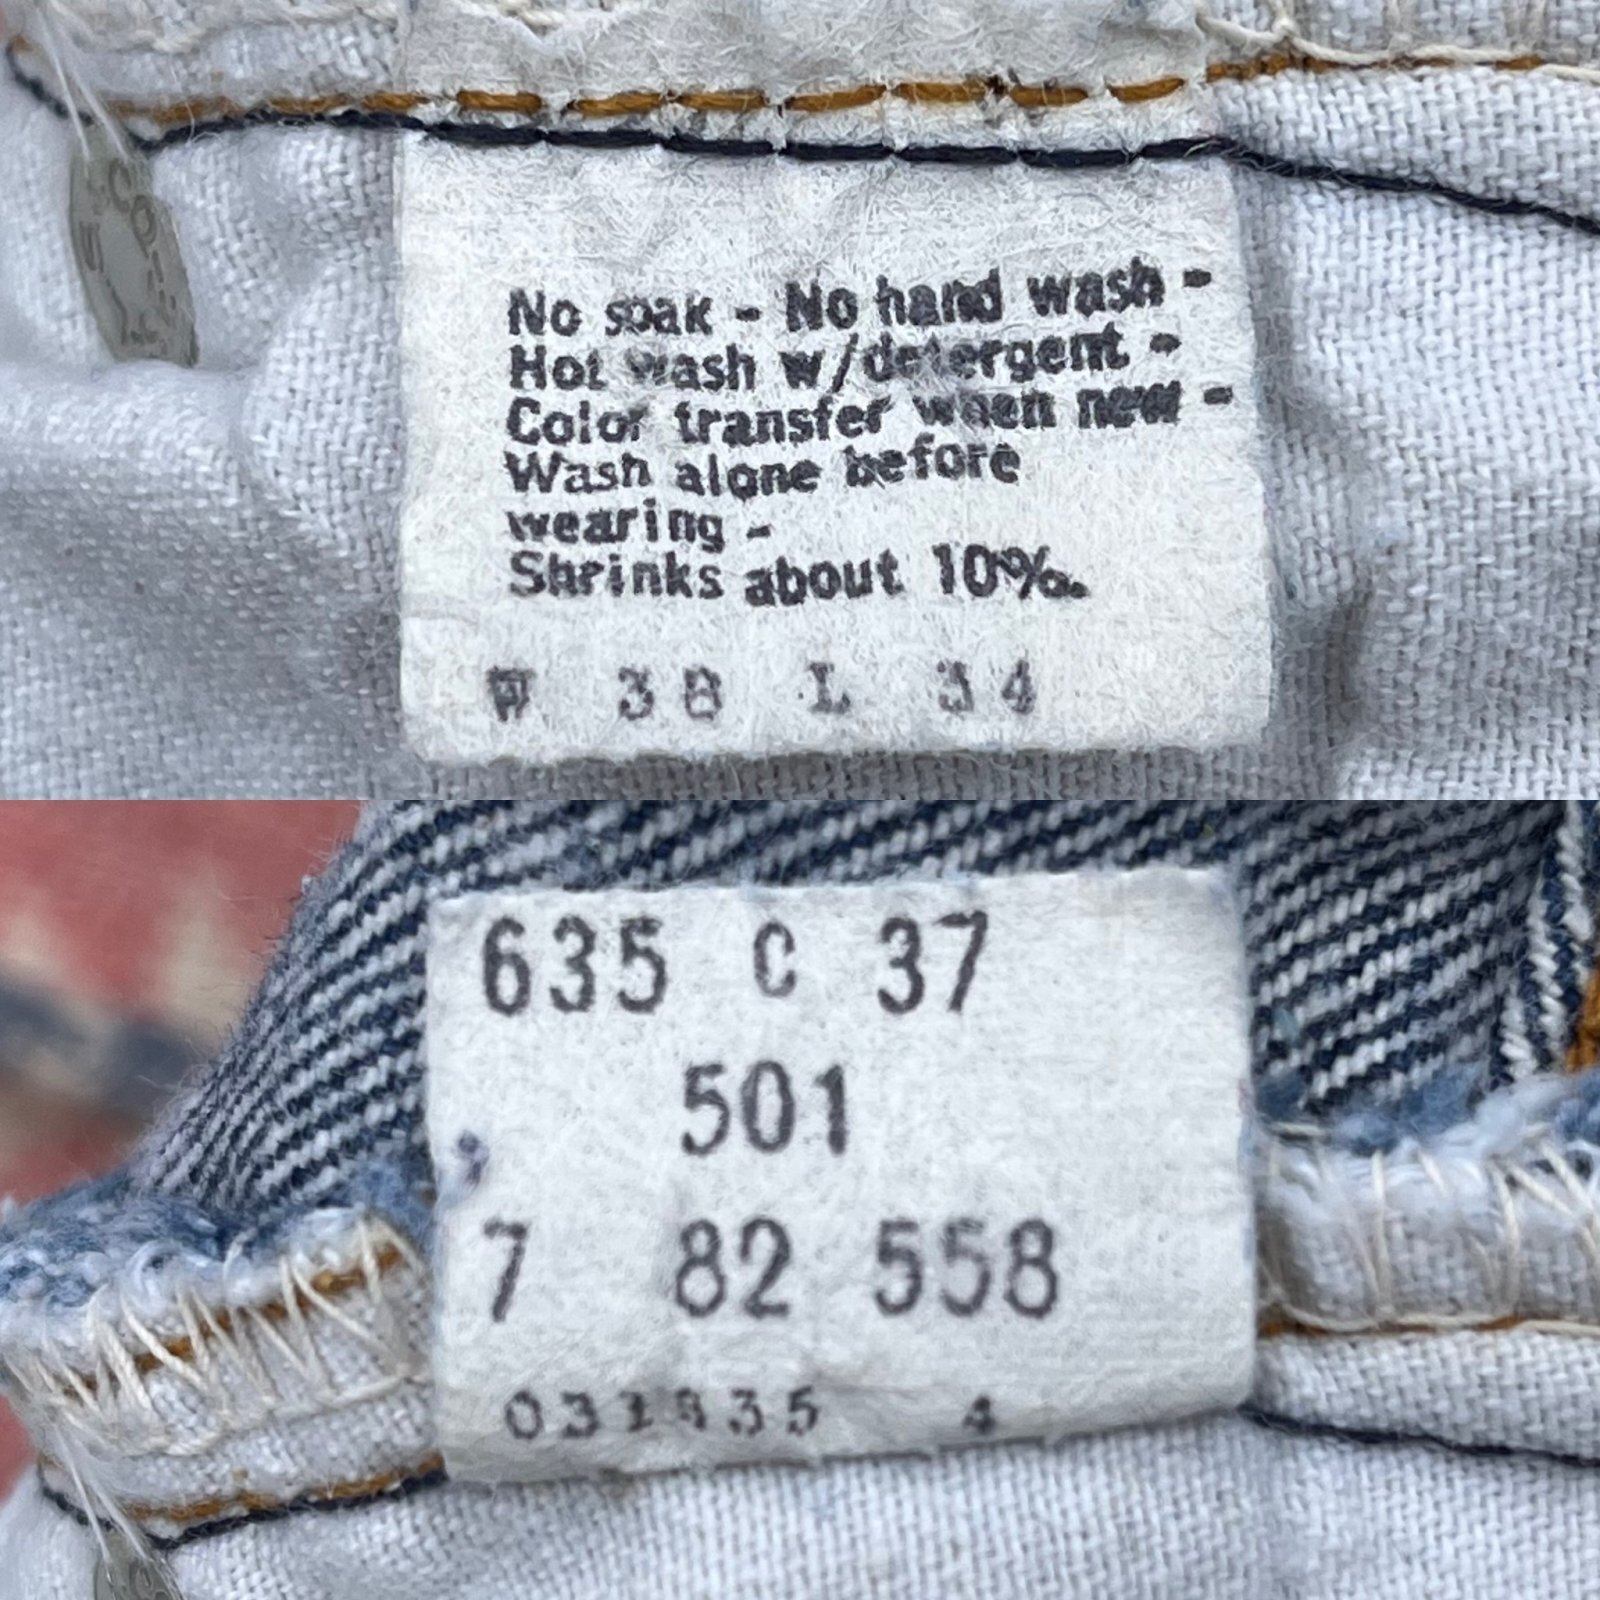 No soak - No hand wash -
Hot wash w/detergent -
Color transfer when new -
Wash alone before
wearing -
Shrinks about 10%.
W 38 L 34
635 C 37
501
7 82 558
4